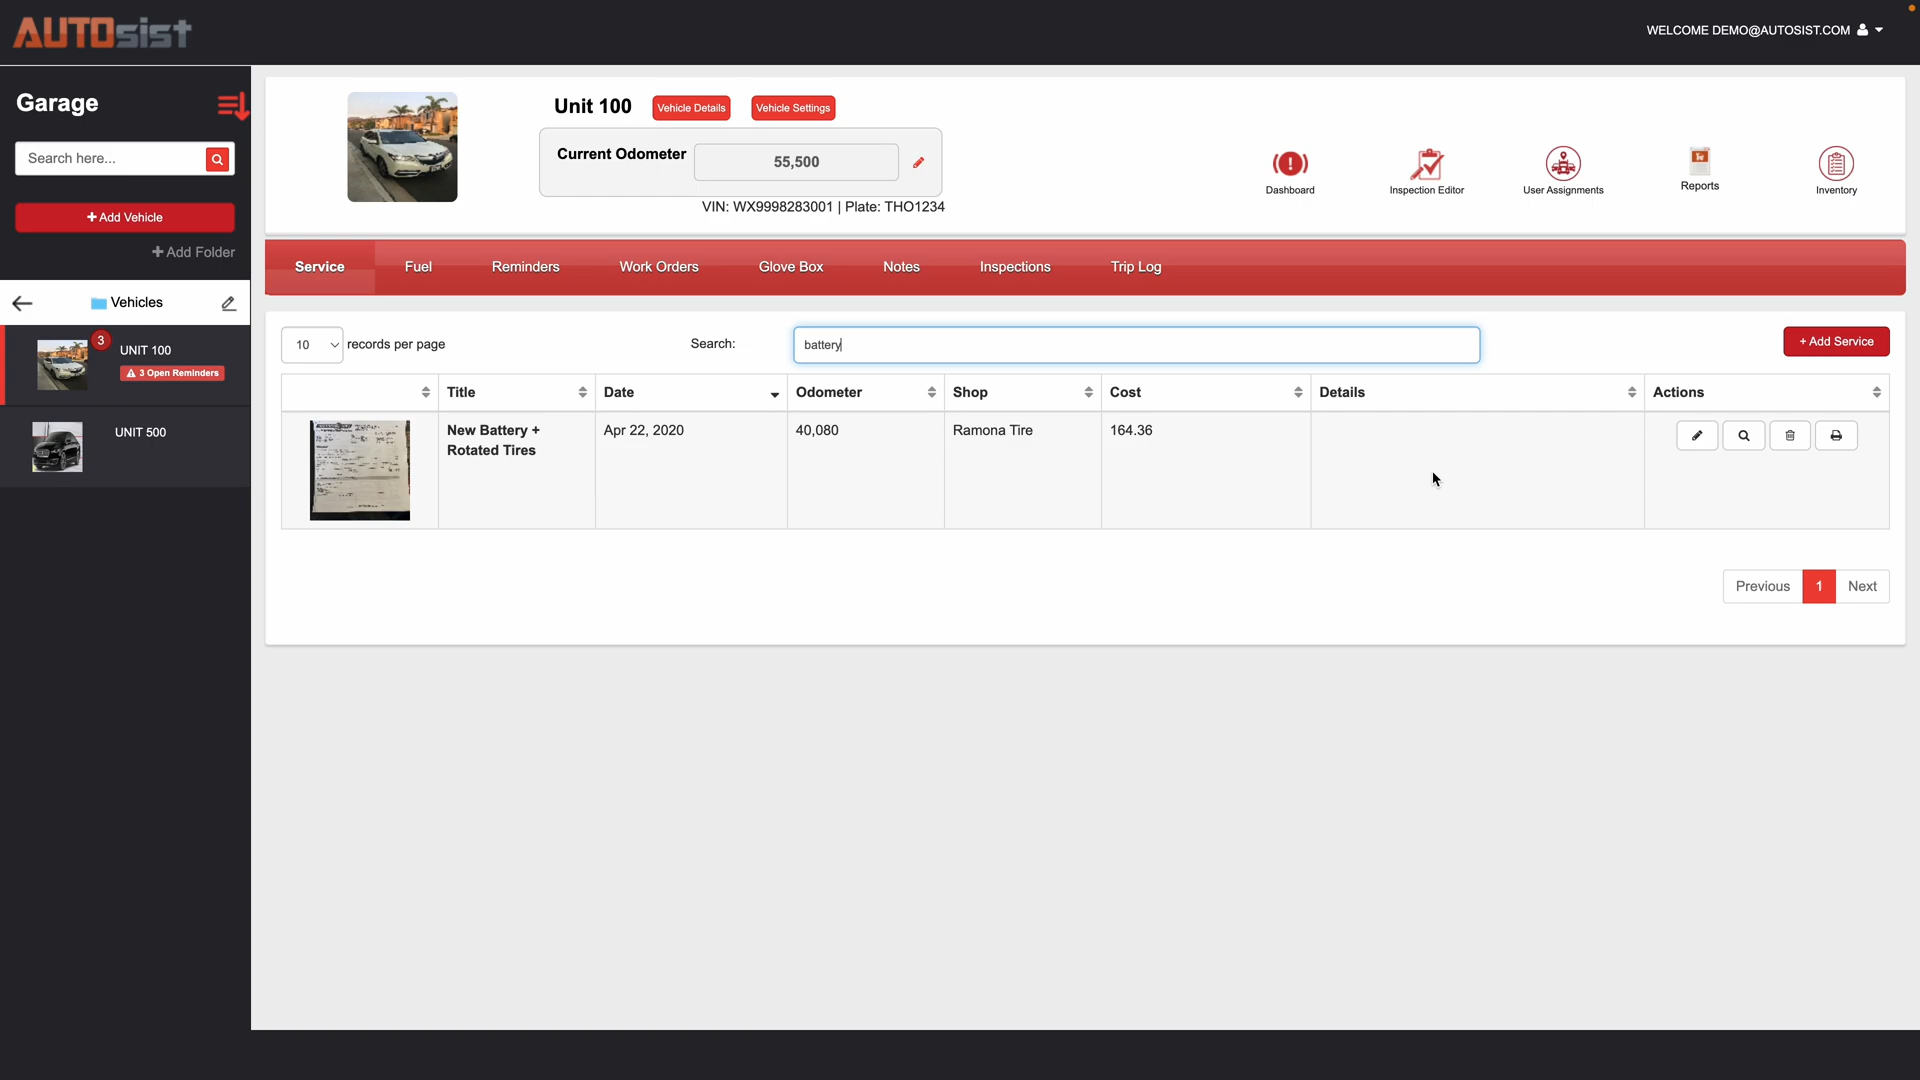 AUTOsist
WELCOME DEMO@AUTOSIST.COM
Garage
Search here...
+ Add Vehicle
+ Add Folder
Vehicles
3
UNIT 100
3 Open Reminders
UNIT 500
Unit 100
Vehicle Details
Vehicle Settings
Current Odometer
55,500
VIN: WX9998283001 | Plate: THO1234
Dashboard
Inspection Editor
User Assignments
Reports
Inventory
Service
Fuel
Reminders
Work Orders
Glove Box
Notes
Inspections
Trip Log
10
records per page
Search:
battery
+ Add Service
Title
Date
Odometer
Shop
Cost
Details
Actions
New Battery +
Rotated Tires
Apr 22, 2020
40,080
Ramona Tire
164.36
Previous
1
Next